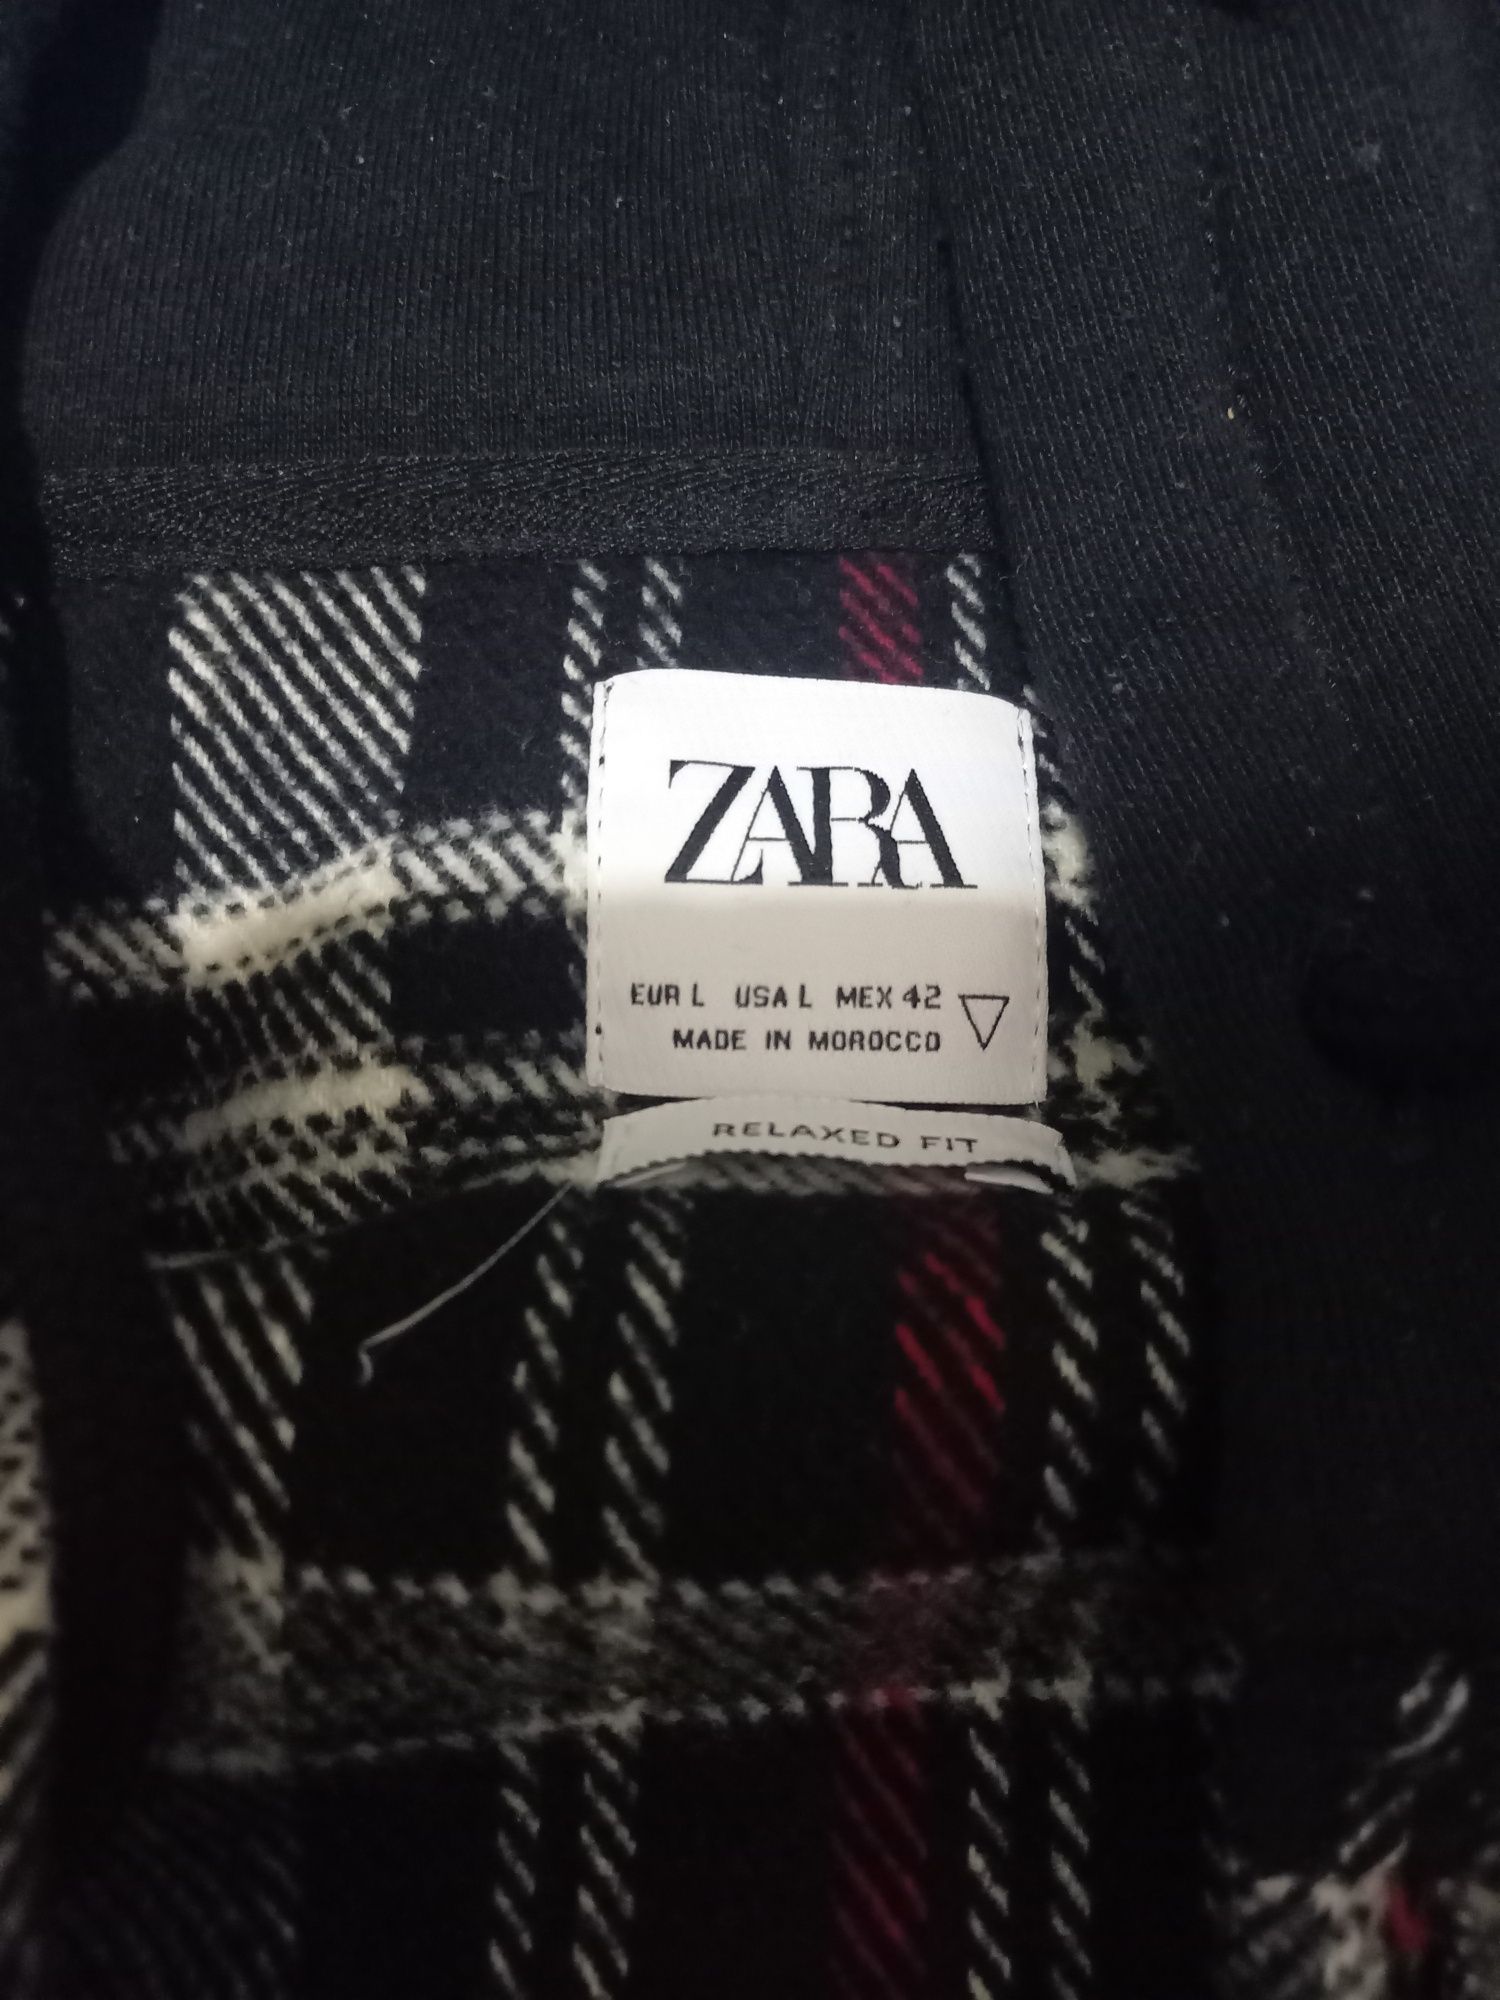 ZARA
EUR L USA L MEX 42
MADE IN MOROCCO
RELAXED FIT